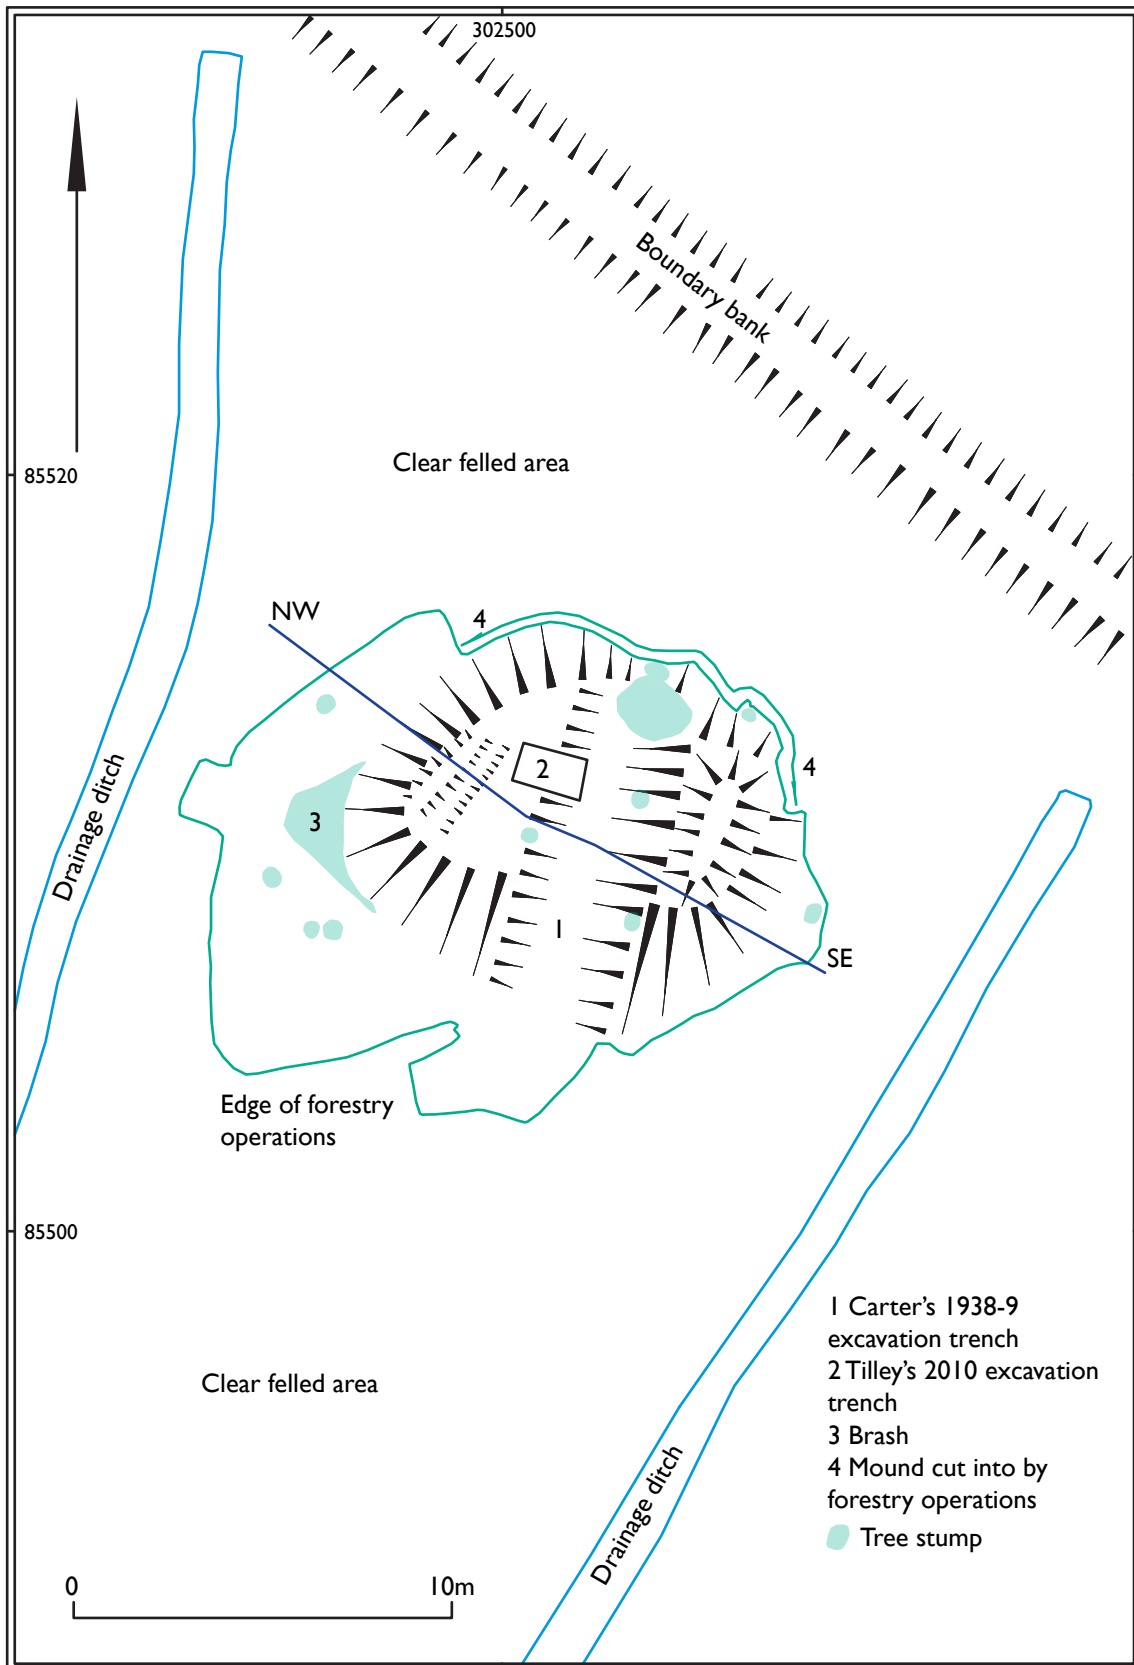 302500
Boundary bank
Clear felled area
85520
NW
4
4
2
3
Drainage ditch
1
SE
Edge of forestry
operations
85500
Clear felled area
1 Carter's 1938-9
excavation trench
2 Tilley's 2010 excavation
trench
3 Brash
4 Mound cut into by
forestry operations
Tree stump
Drainage ditch
0
10m